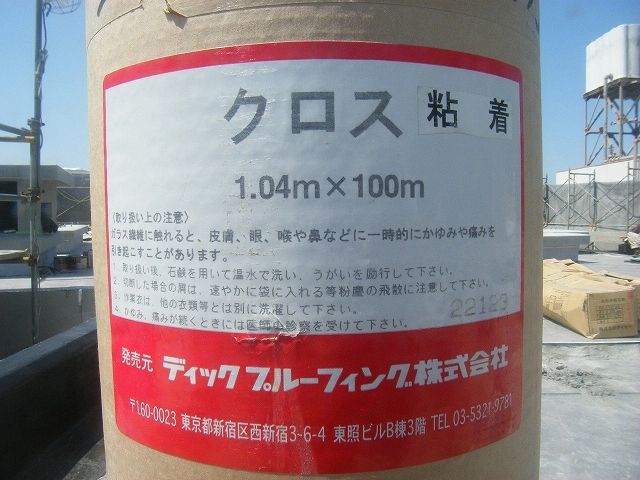 クロス 粘着
1.04m×100m
〈取り扱い上の注意〉
ガラス繊維に触れると、皮膚、眼、喉や鼻などに一時的にかゆみや痛みを
引き起こすことがあります。
1．取り扱い後、石鹸を用いて温水で洗い、うがいを励行して下さい。
2．切断した場合の屑は、速やかに袋に入れる等粉塵の飛散に注意して下さい。
3．作業衣は、他の衣類等とは別に洗濯して下さい。
4．かゆみ、痛みが続くときには医師の診察を受けて下さい。
22123
発売元 ディックプルーフィング株式会社
〒160-0023 東京都新宿区西新宿3-6-4 東照ビルB棟3階 TEL 03-5321-9781